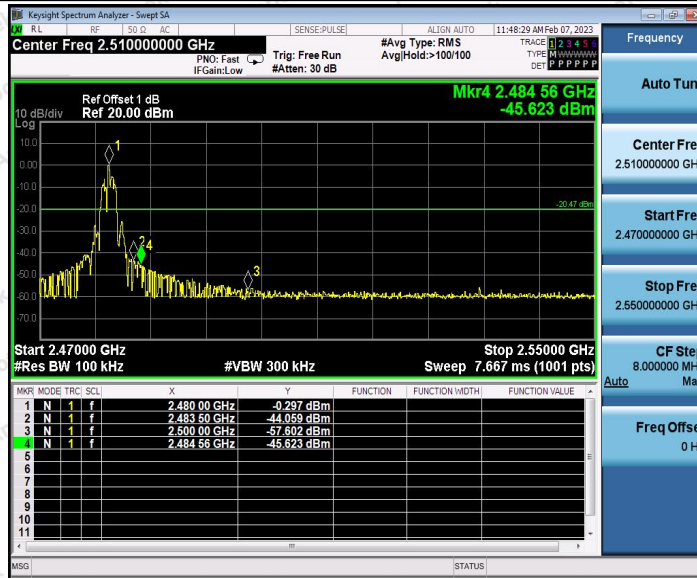 Keysight Spectrum Analyzer - Swept SA
LXI RL RF 50 Ω AC SENSE:PULSE ALIGN AUTO 11:48:29 AM Feb 07, 2023
Center Freq 2.510000000 GHz
PNO: Fast
IFGain:Low
Trig: Free Run
#Atten: 30 dB
#Avg Type: RMS
Avg|Hold:>100/100
TRACE 1 2 3 4 5 6
TYPE M W W W W W
DET P P P P P P
Mkr4 2.484 56 GHz
-45.623 dBm
Ref Offset 1 dB
10 dB/div Ref 20.00 dBm
Log
10.0
0.00
-10.0
-20.0
-30.0
-40.0
-50.0
-60.0
-70.0
1
2
4
3
-20.47 dBm
Start 2.47000 GHz Stop 2.55000 GHz
#Res BW 100 kHz #VBW 300 kHz Sweep 7.667 ms (1001 pts)
MKR MODE TRC SCL X Y FUNCTION FUNCTION WIDTH FUNCTION VALUE
1 N 1 f 2.480 00 GHz -0.297 dBm
2 N 1 f 2.483 50 GHz -44.059 dBm
3 N 1 f 2.500 00 GHz -57.602 dBm
4 N 1 f 2.484 56 GHz -45.623 dBm
5
6
7
8
9
10
11
MSG STATUS
Frequency
Auto Tun
Center Fre
2.510000000 GH
Start Fre
2.470000000 GH
Stop Fre
2.550000000 GH
CF Ste
8.000000 MH
Auto Ma
Freq Offse
0 H